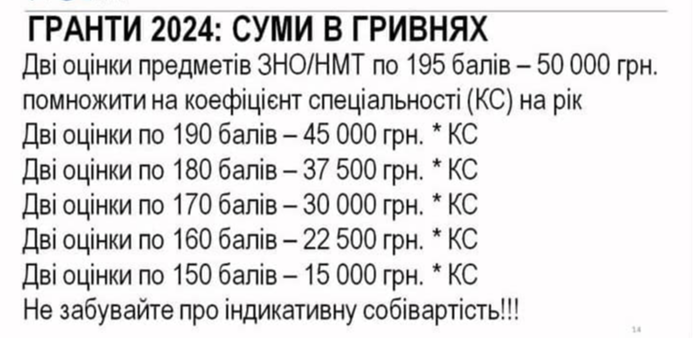 ГРАНТИ 2024: СУМИ В ГРИВНЯХ
Дві оцінки предметів ЗНО/НМТ по 195 балів – 50 000 грн.
помножити на коефіцієнт спеціальності (КС) на рік
Дві оцінки по 190 балів – 45 000 грн. * КС
Дві оцінки по 180 балів – 37 500 грн. * КС
Дві оцінки по 170 балів – 30 000 грн. * КС
Дві оцінки по 160 балів – 22 500 грн. * КС
Дві оцінки по 150 балів – 15 000 грн. * КС
Не забувайте про індикативну собівартість!!!
14